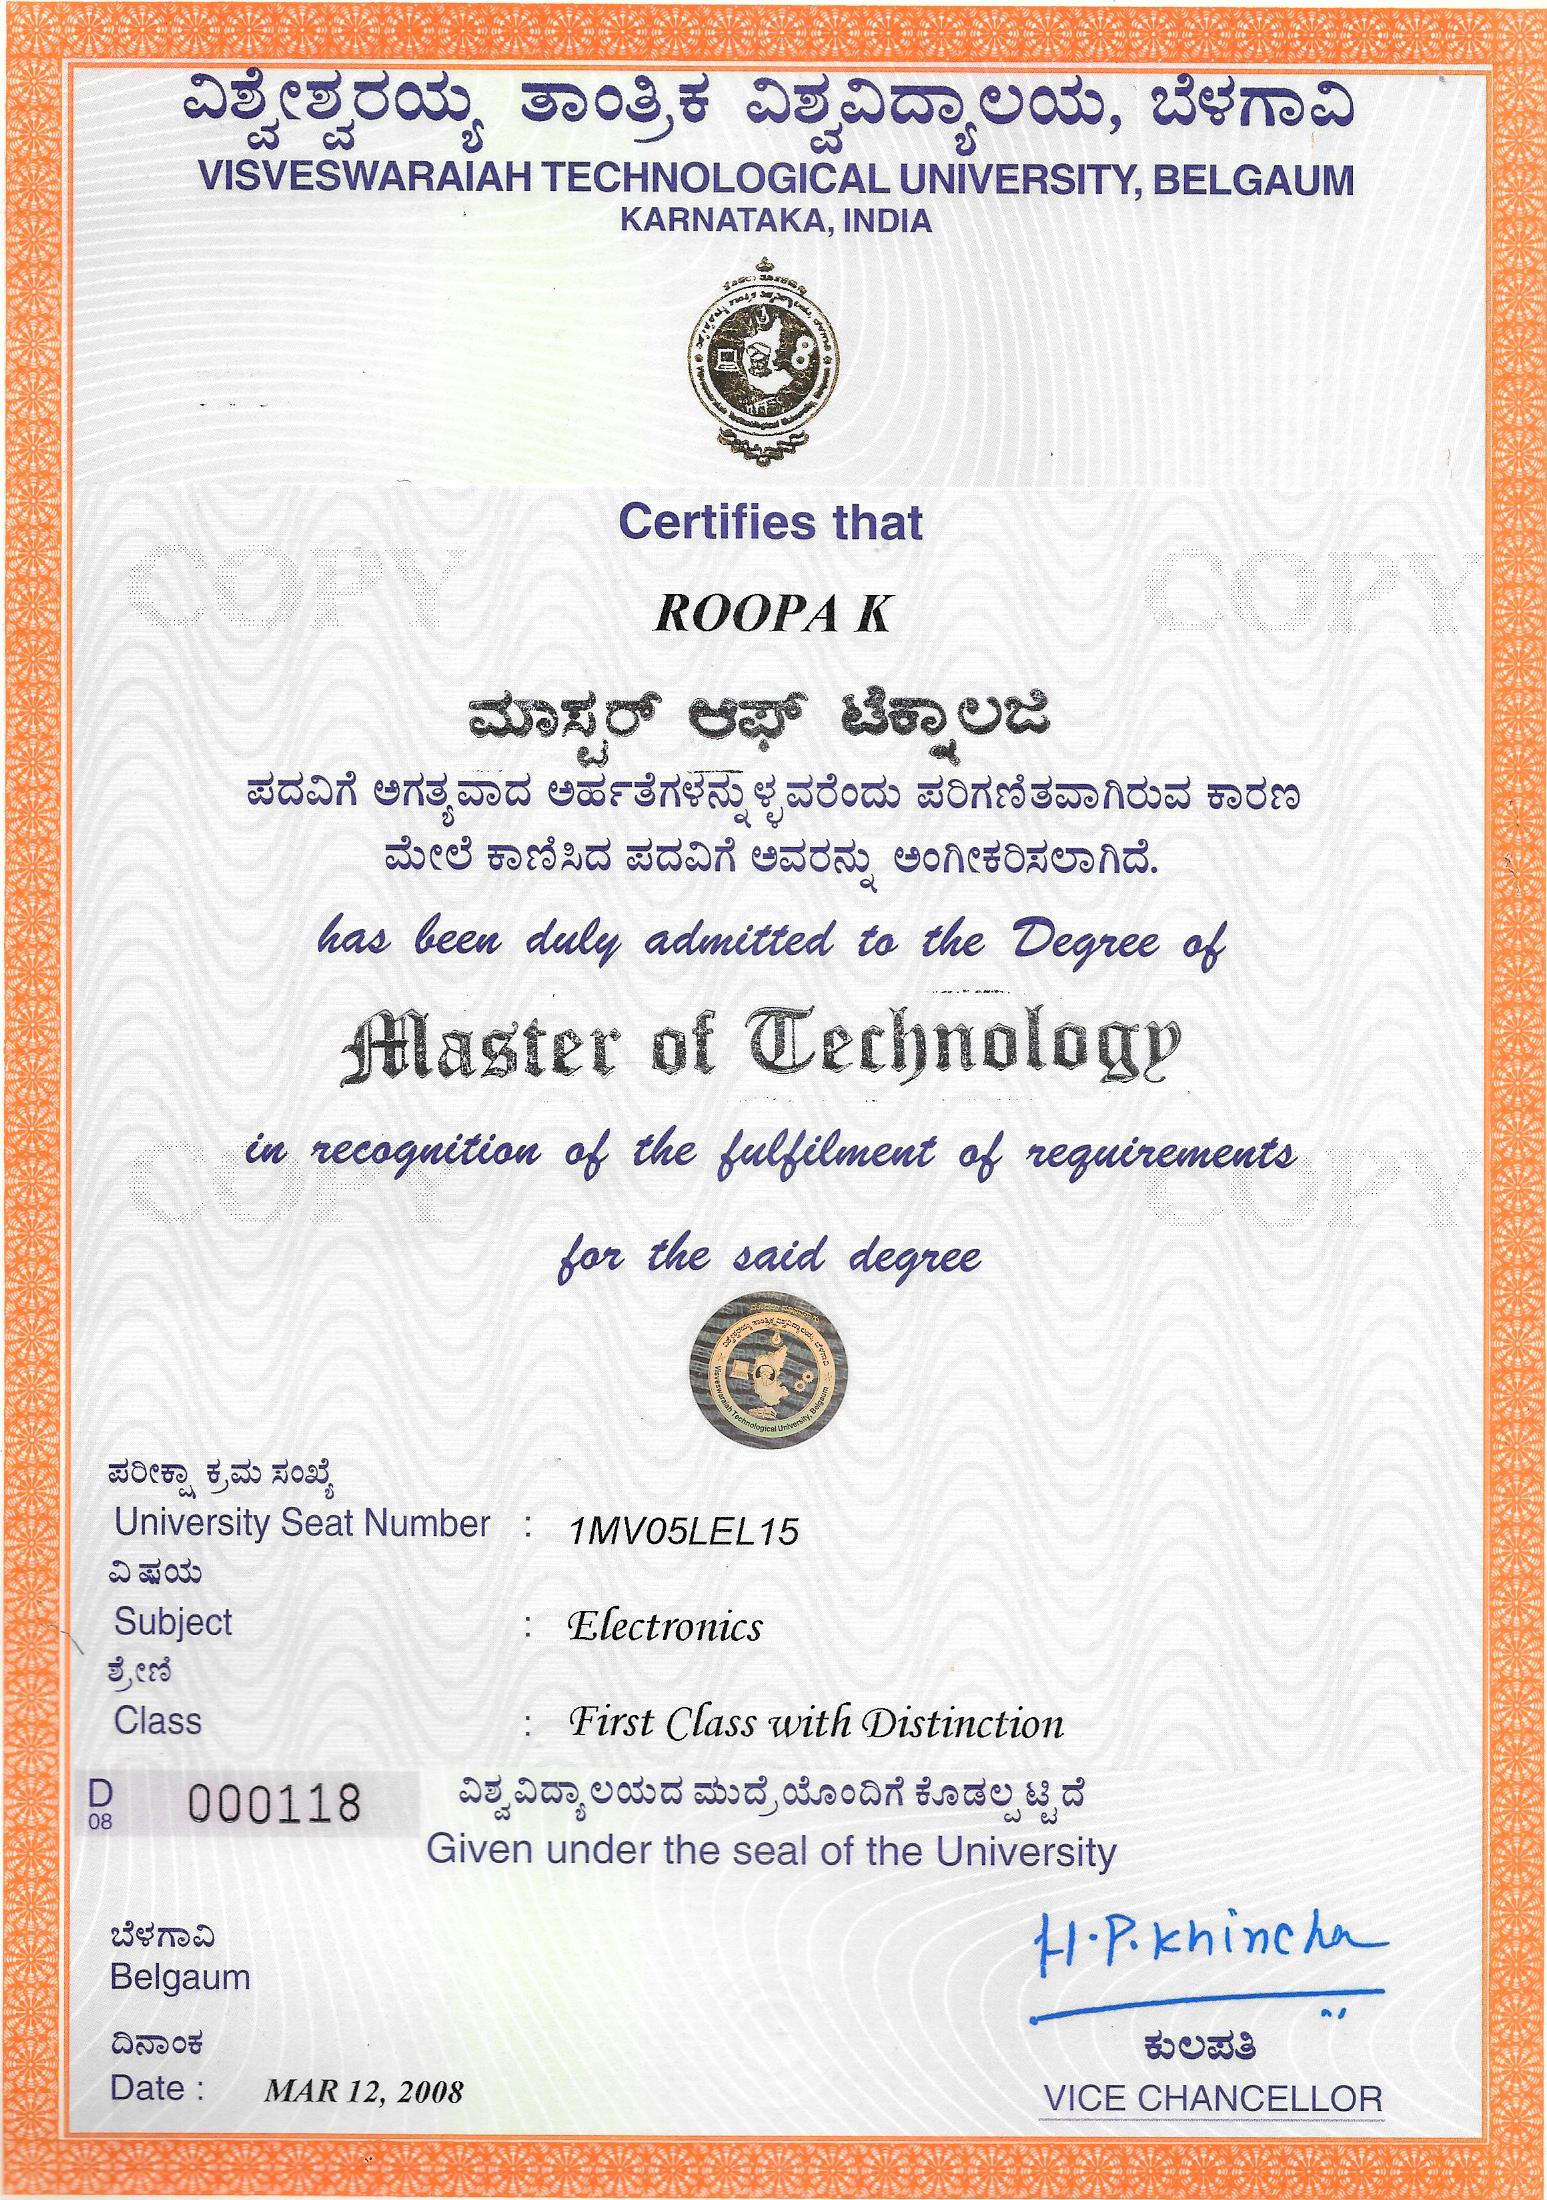 ವಿಶ್ವೇಶ್ವರಯ್ಯ ತಾಂತ್ರಿಕ ವಿಶ್ವವಿದ್ಯಾಲಯ, ಬೆಳಗಾವಿ
VISVESWARAIAH TECHNOLOGICAL UNIVERSITY, BELGAUM
KARNATAKA, INDIA
Certifies that
COPY COPY
ROOPA K
ಮಾಸ್ಟರ್ ಆಫ್ ಟೆಕ್ನಾಲಜಿ
ಪದವಿಗೆ ಅಗತ್ಯವಾದ ಅರ್ಹತೆಗಳನ್ನುಳ್ಳವರೆಂದು ಪರಿಗಣಿತವಾಗಿರುವ ಕಾರಣ
ಮೇಲೆ ಕಾಣಿಸಿದ ಪದವಿಗೆ ಅವರನ್ನು ಅಂಗೀಕರಿಸಲಾಗಿದೆ.
has been duly admitted to the Degree of
Master of Technology
in recognition of the fulfilment of requirements
COPY COPY
for the said degree
ವಿಶ್ವೇಶ್ವರಯ್ಯ ತಾಂತ್ರಿಕ ವಿಶ್ವವಿದ್ಯಾಲಯ, ಬೆಳಗಾವಿ
Visveswaraiah Technological University, Belgaum
ಪರೀಕ್ಷಾ ಕ್ರಮ ಸಂಖ್ಯೆ
University Seat Number : 1MV05LEL15
ವಿಷಯ
Subject : Electronics
ಶ್ರೇಣಿ
Class : First Class with Distinction
D 08 000118
ವಿಶ್ವವಿದ್ಯಾಲಯದ ಮುದ್ರೆಯೊಂದಿಗೆ ಕೊಡಲ್ಪಟ್ಟಿದೆ
Given under the seal of the University
ಬೆಳಗಾವಿ
Belgaum
H.P.Khincha
ದಿನಾಂಕ
ಕುಲಪತಿ
Date : MAR 12, 2008
VICE CHANCELLOR